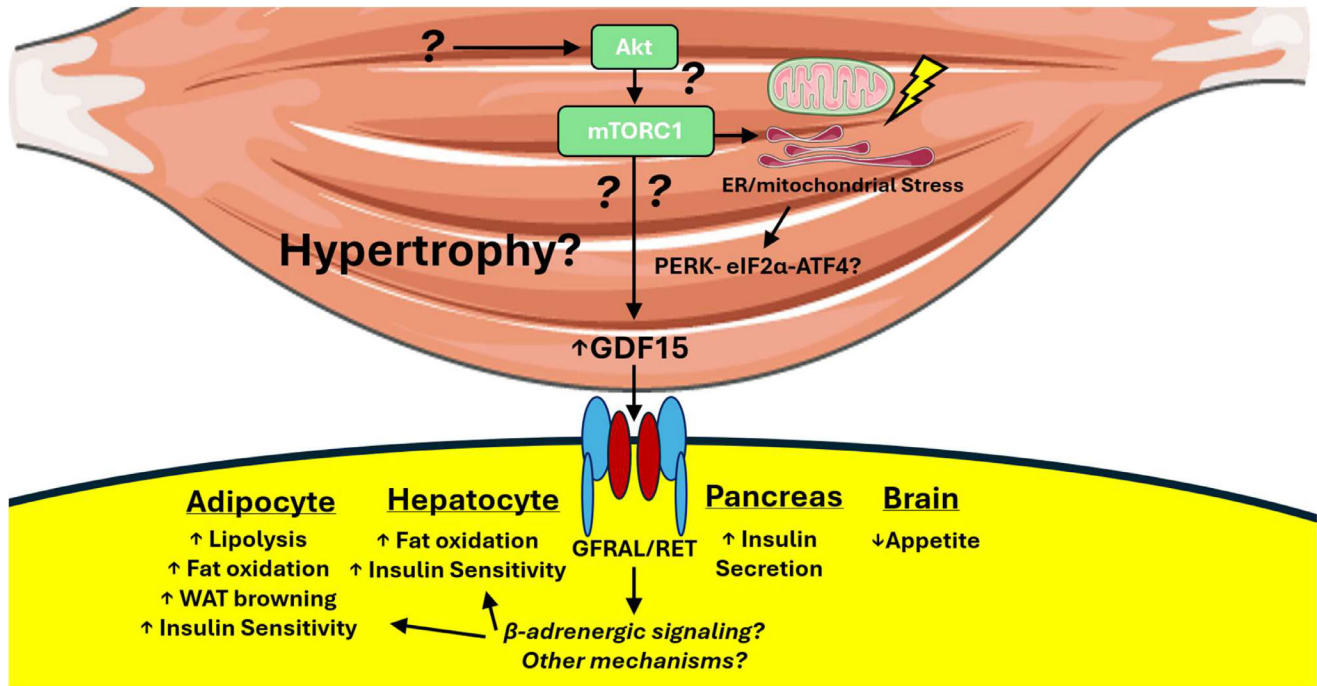 ?
Akt
?
mTORC1
ER/mitochondrial Stress
? ?
Hypertrophy?
PERK- eIF2α-ATF4?
↑GDF15
Adipocyte
↑ Lipolysis
↑ Fat oxidation
↑ WAT browning
↑ Insulin Sensitivity
Hepatocyte
↑ Fat oxidation
↑ Insulin Sensitivity
GFRAL/RET
Pancreas
↑ Insulin
Secretion
Brain
↓Appetite
β-adrenergic signaling?
Other mechanisms?